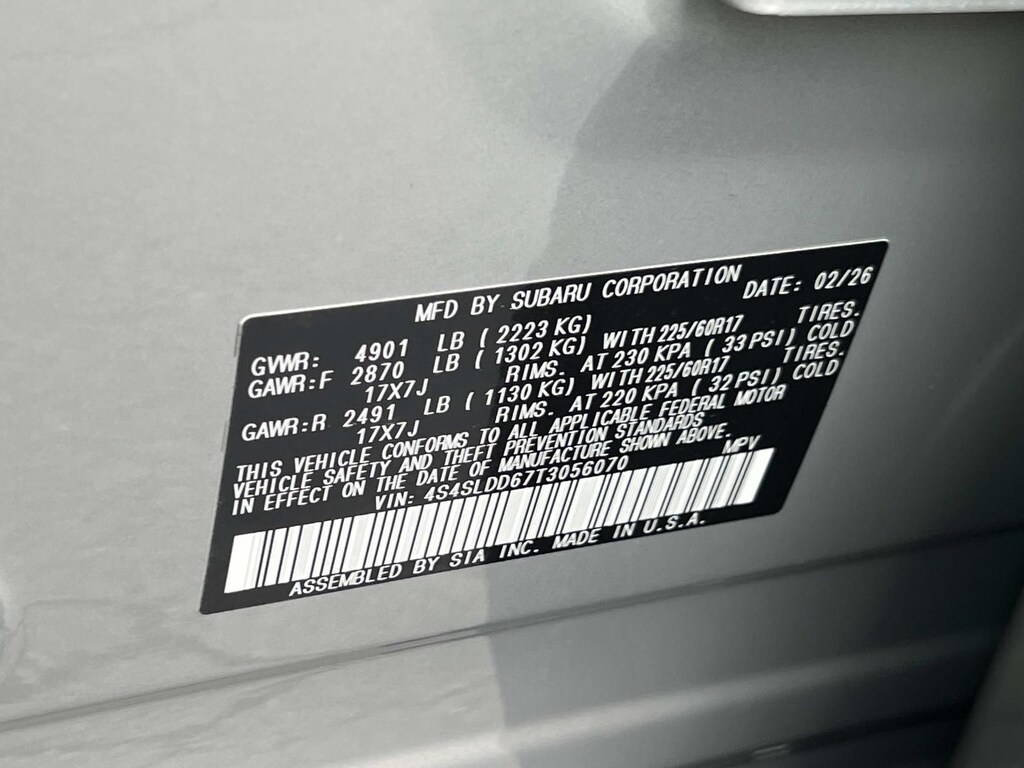 MFD BY SUBARU CORPORATION DATE: 02/26
GVWR: 4901 LB ( 2223 KG)
GAWR:F 2870 LB ( 1302 KG) WITH 225/60R17 TIRES.
17X7J RIMS. AT 230 KPA ( 33 PSI) COLD
GAWR:R 2491 LB ( 1130 KG) WITH 225/60R17 TIRES.
17X7J RIMS. AT 220 KPA ( 32 PSI) COLD
THIS VEHICLE CONFORMS TO ALL APPLICABLE FEDERAL MOTOR
VEHICLE SAFETY AND THEFT PREVENTION STANDARDS
IN EFFECT ON THE DATE OF MANUFACTURE SHOWN ABOVE.
VIN: 4S4SLDD67T3056070 MPV
ASSEMBLED BY SIA INC. MADE IN U.S.A.